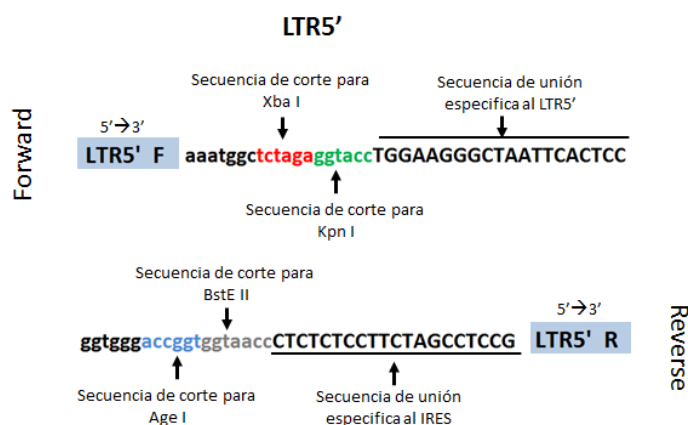 LTR5'
Secuencia de corte para
Xba I
Secuencia de unión
especifica al LTR5'
Forward
5'→3'
LTR5' F
aaatggctctagaggtaccTGGAAGGGCTAATTCACTCC
Secuencia de corte para
Kpn I
Secuencia de corte para
BstE II
5'→3'
ggtgggaccggtggtaaccCTCTCTCCTTCTAGCCTCCG
LTR5' R
Reverse
Secuencia de corte para
Age I
Secuencia de unión
especifica al IRES